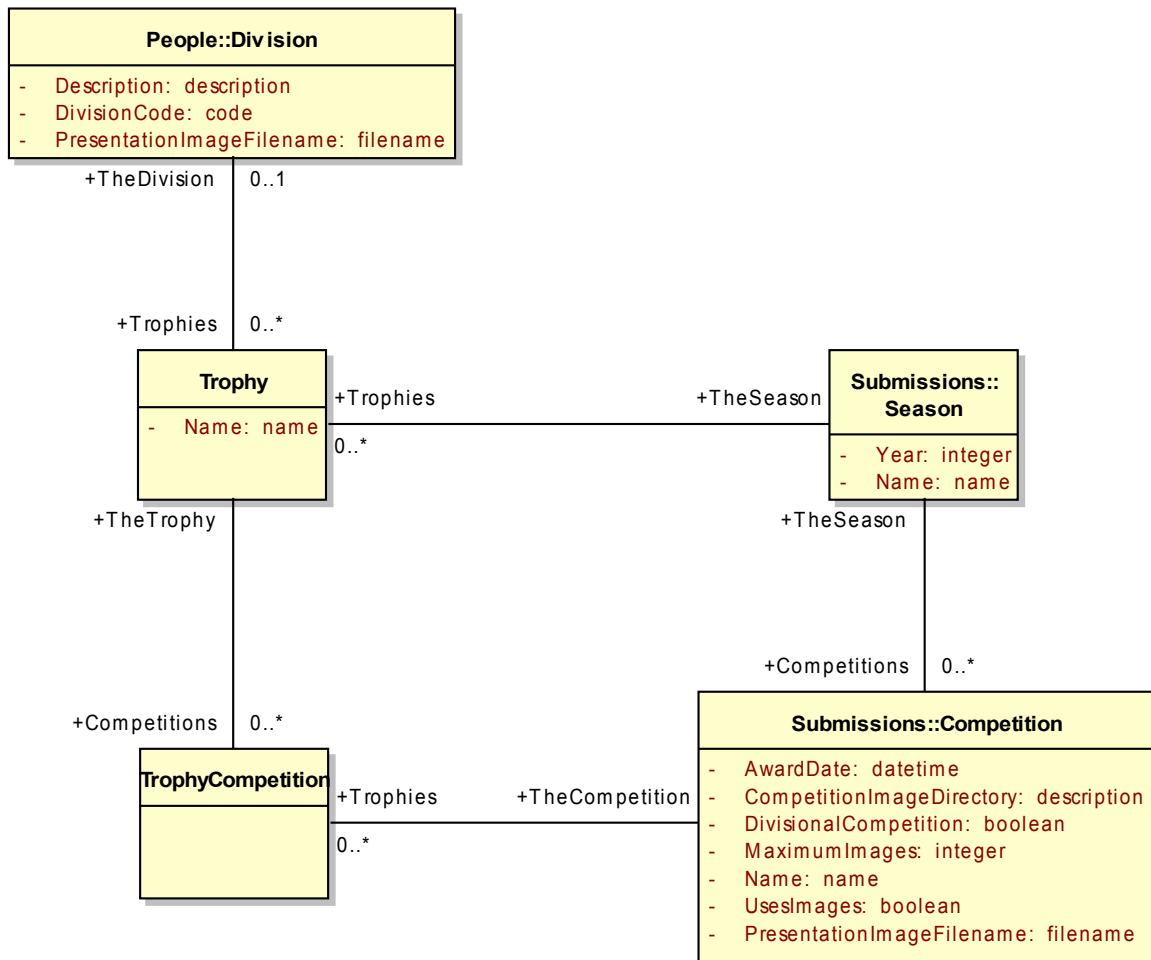 People::Division
- Description: description
- DivisionCode: code
- PresentationImageFilename: filename
+TheDivision 0..1
+Trophies 0..*
Trophy
- Name: name
+Trophies
0..*
+TheSeason
Submissions::
Season
- Year: integer
- Name: name
+TheTrophy
+TheSeason
+Competitions 0..*
+Competitions 0..*
TrophyCompetition
+Trophies
0..*
+TheCompetition
Submissions::Competition
- AwardDate: datetime
- CompetitionImageDirectory: description
- DivisionalCompetition: boolean
- MaximumImages: integer
- Name: name
- UsesImages: boolean
- PresentationImageFilename: filename